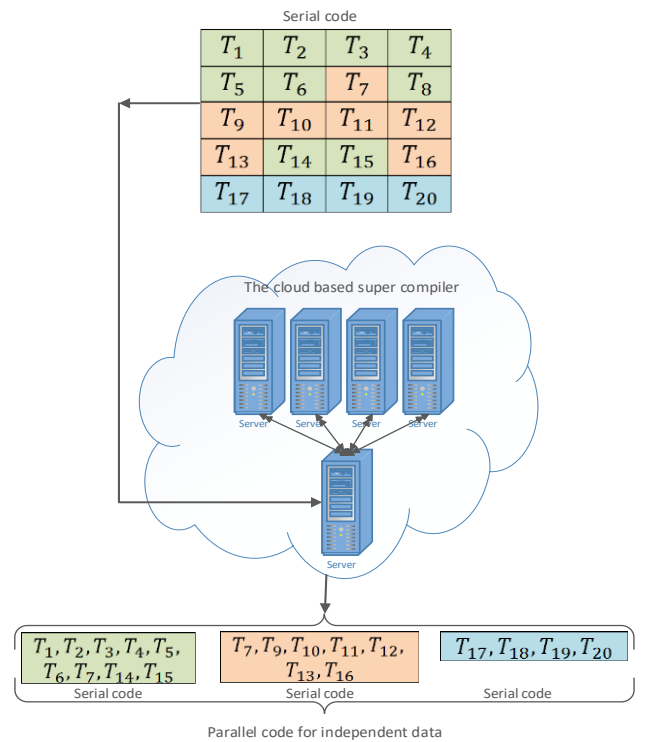 Serial code
T₁ T₂ T₃ T₄
T₅ T₆ T₇ T₈
T₉ T₁₀ T₁₁ T₁₂
T₁₃ T₁₄ T₁₅ T₁₆
T₁₇ T₁₈ T₁₉ T₂₀
The cloud based super compiler
Server Server Server Server
Server
T₁, T₂, T₃, T₄, T₅,
T₆, T₇, T₁₄, T₁₅
Serial code
T₇, T₉, T₁₀, T₁₁, T₁₂,
T₁₃, T₁₆
Serial code
T₁₇, T₁₈, T₁₉, T₂₀
Serial code
Parallel code for independent data